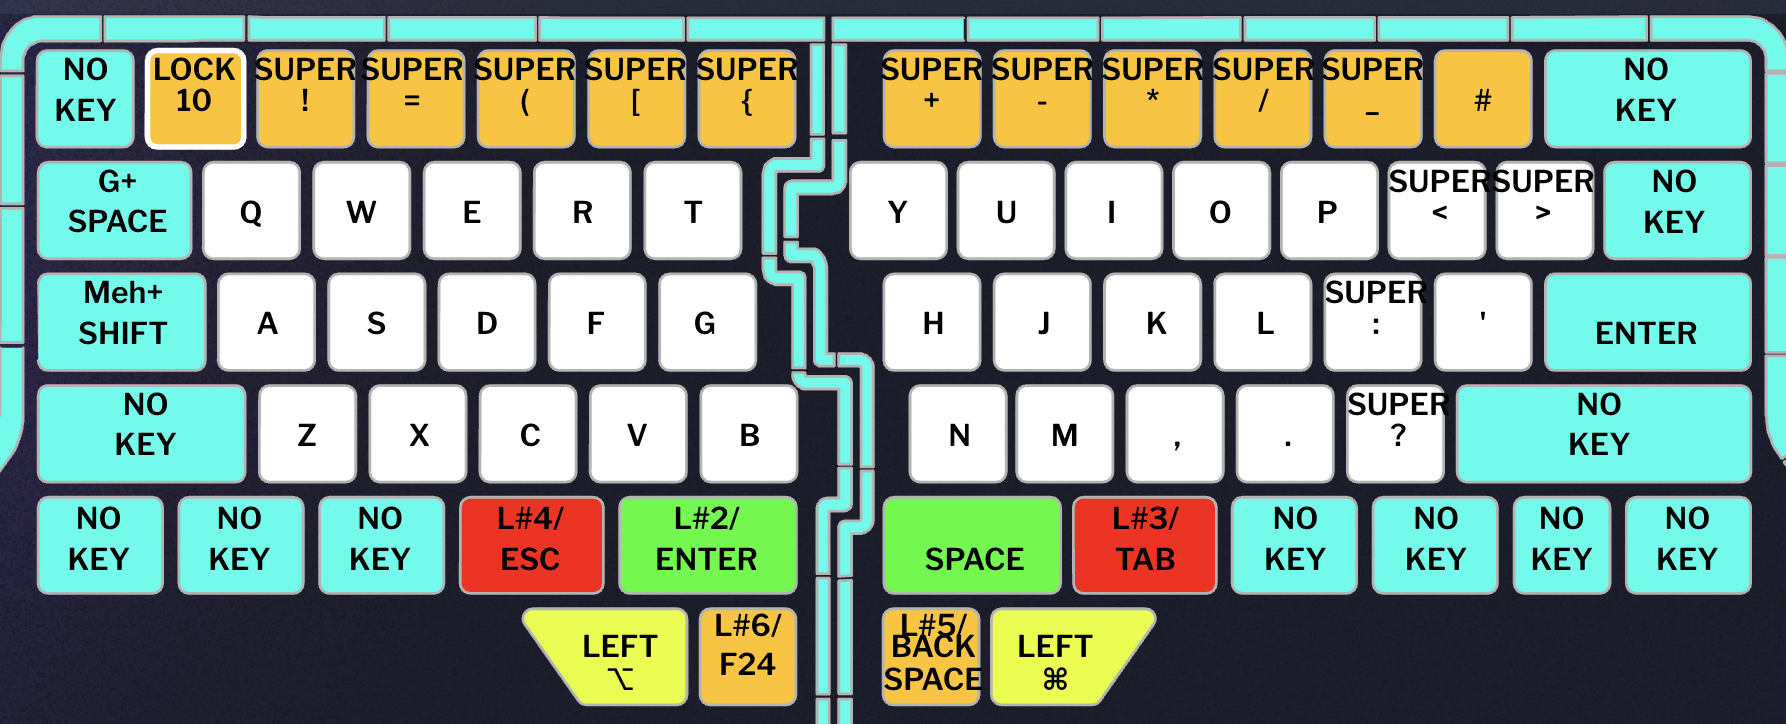 NO KEY
LOCK 10
SUPER !
SUPER =
SUPER (
SUPER [
SUPER {
SUPER +
SUPER -
SUPER *
SUPER /
SUPER _
#
NO KEY
G+ SPACE
Q
W
E
R
T
Y
U
I
O
P
SUPER <
SUPER >
NO KEY
Meh+ SHIFT
A
S
D
F
G
H
J
K
L
SUPER :
'
ENTER
NO KEY
Z
X
C
V
B
N
M
,
.
SUPER ?
NO KEY
NO KEY
NO KEY
NO KEY
L#4/ ESC
L#2/ ENTER
SPACE
L#3/ TAB
NO KEY
NO KEY
NO KEY
NO KEY
LEFT ⌥
L#6/ F24
L#5/ BACK SPACE
LEFT ⌘